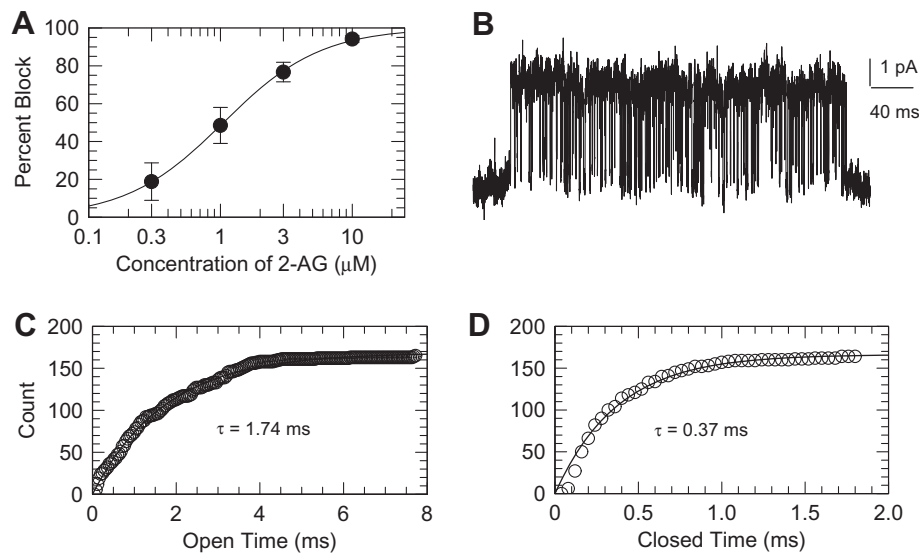 A
100
80
60
40
20
0
Percent Block
0.1 0.3 1 3 10
Concentration of 2-AG (μM)
B
1 pA
40 ms
C
200
150
100
50
0
Count
τ = 1.74 ms
0 2 4 6 8
Open Time (ms)
D
200
150
100
50
0
τ = 0.37 ms
0 0.5 1.0 1.5 2.0
Closed Time (ms)